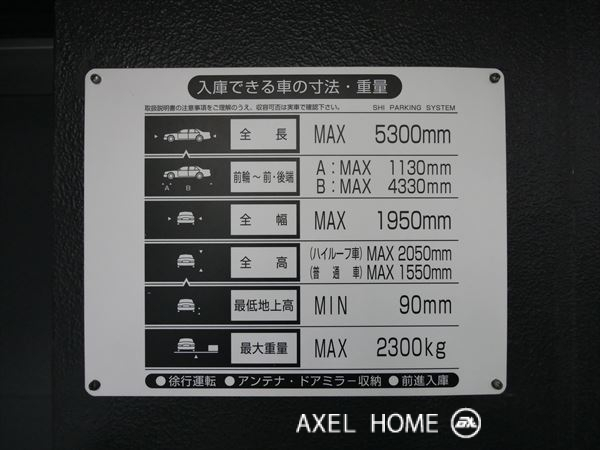 入庫できる車の寸法・重量
取扱説明書の注意事項をご理解のうえ、収容可否は実車で確認下さい。 SHI PARKING SYSTEM
全 長 MAX 5300mm
前輪～前・後端 A:MAX 1130mm
A B B:MAX 4330mm
全 幅 MAX 1950mm
全 高 (ハイルーフ車) MAX 2050mm
(普 通 車) MAX 1550mm
最低地上高 MIN 90mm
最大重量 MAX 2300kg
●徐行運転 ●アンテナ・ドアミラー収納 ●前進入庫
AXEL HOME